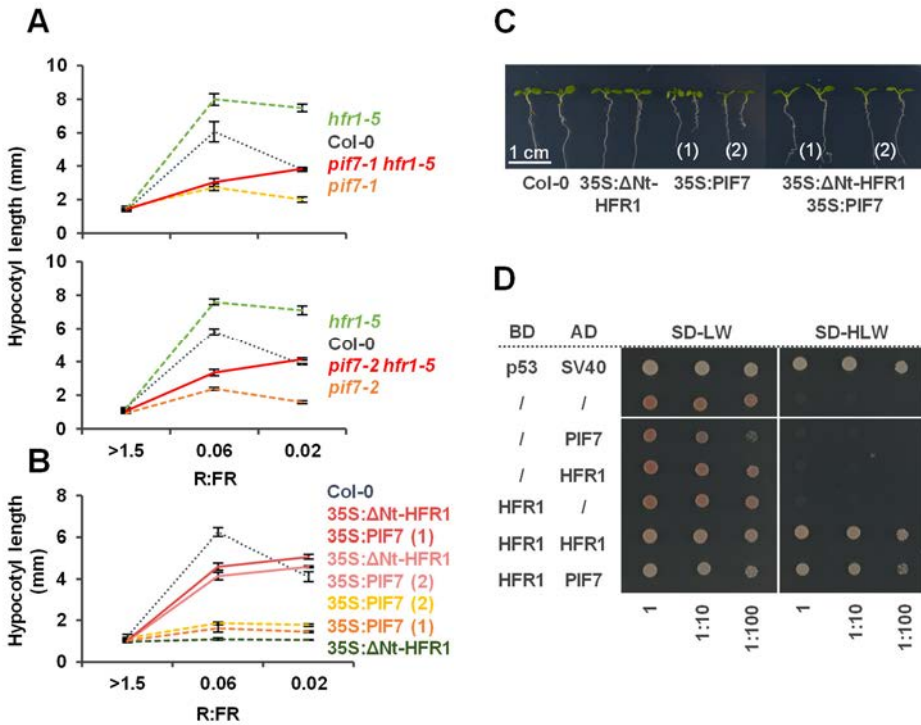 A
Hypocotyl length (mm)
10
8
6
4
2
0
hfr1-5
Col-0
pif7-1 hfr1-5
pif7-1
10
8
6
4
2
0
hfr1-5
Col-0
pif7-2 hfr1-5
pif7-2
>1.5 0.06 0.02
R:FR
B
Hypocotyl length
(mm)
8
6
4
2
0
Col-0
35S:ΔNt-HFR1
35S:PIF7 (1)
35S:ΔNt-HFR1
35S:PIF7 (2)
35S:PIF7 (2)
35S:PIF7 (1)
35S:ΔNt-HFR1
>1.5 0.06 0.02
R:FR
C
1 cm
(1) (2) (1) (2)
Col-0 35S:ΔNt- 35S:PIF7 35S:ΔNt-HFR1
HFR1 35S:PIF7
D
BD AD SD-LW SD-HLW
p53 SV40
/ /
/ PIF7
/ HFR1
HFR1 /
HFR1 HFR1
HFR1 PIF7
1 1:10 1:100 1 1:10 1:100